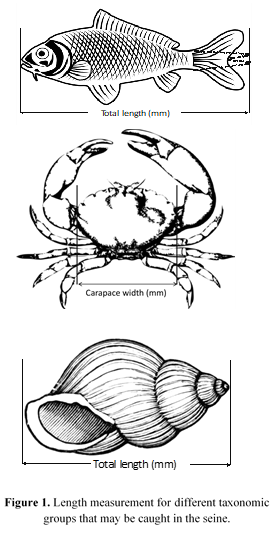 Total length (mm)
Carapace width (mm)
Total length (mm)
Figure 1. Length measurement for different taxonomic
groups that may be caught in the seine.